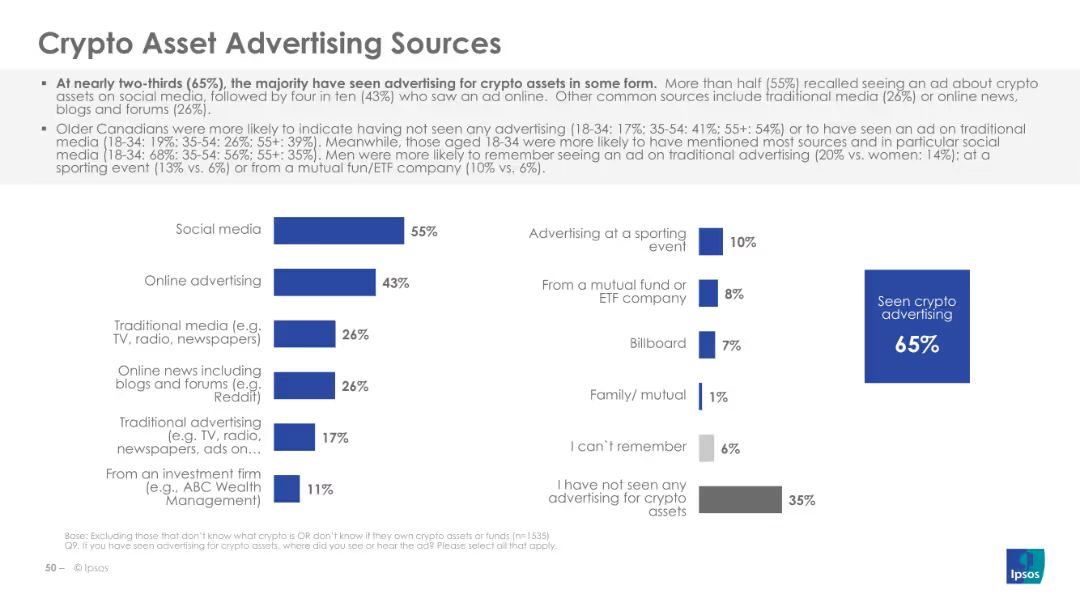 Crypto Asset Advertising Sources
▪ At nearly two-thirds (65%), the majority have seen advertising for crypto assets in some form. More than half (55%) recalled seeing an ad about crypto
assets on social media, followed by four in ten (43%) who saw an ad online. Other common sources include traditional media (26%) or online news,
blogs and forums (26%).
▪ Older Canadians were more likely to indicate having not seen any advertising (18-34: 17%; 35-54: 41%; 55+: 54%) or to have seen an ad on traditional
media (18-34: 19%; 35-54: 26%; 55+: 39%). Meanwhile, those aged 18-34 were more likely to have mentioned most sources and in particular social
media (18-34: 68%; 35-54: 56%; 55+: 35%). Men were more likely to remember seeing an ad on traditional advertising (20% vs. women: 14%); at a
sporting event (13% vs. 6%) or from a mutual fun/ETF company (10% vs. 6%).
Social media
55%
Online advertising
43%
Traditional media (e.g.
TV, radio, newspapers)
26%
Online news including
blogs and forums (e.g.
Reddit)
26%
Traditional advertising
(e.g. TV, radio,
newspapers, ads on…
17%
From an investment firm
(e.g., ABC Wealth
Management)
11%
Advertising at a sporting
event
10%
From a mutual fund or
ETF company
8%
Billboard
7%
Family/ mutual
1%
I can`t remember
6%
I have not seen any
advertising for crypto
assets
35%
Seen crypto
advertising
65%
Base: Excluding those that don't know what crypto is OR don't know if they own crypto assets or funds (n=1535)
Q9. If you have seen advertising for crypto assets, where did you see or hear the ad? Please select all that apply.
50 – © Ipsos
Ipsos